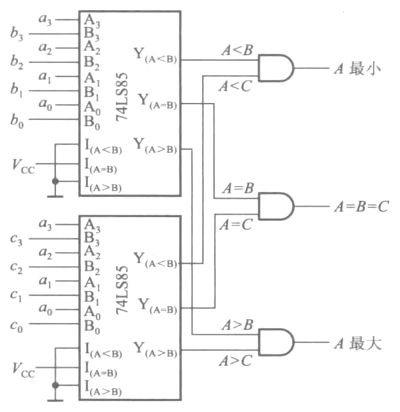 a3 A3
b3 B3
a2 A2
b2 B2
a1 A1
b1 B1
a0 A0
b0 B0
I(A<B)
VCC I(A=B)
I(A>B)
74LS85
Y(A<B)
Y(A=B)
Y(A>B)
a3 A3
c3 B3
a2 A2
c2 B2
a1 A1
c1 B1
a0 A0
c0 B0
I(A<B)
VCC I(A=B)
I(A>B)
74LS85
Y(A<B)
Y(A=B)
Y(A>B)
A<B
A<C
A 最小
A=B
A=C
A=B=C
A>B
A>C
A 最大